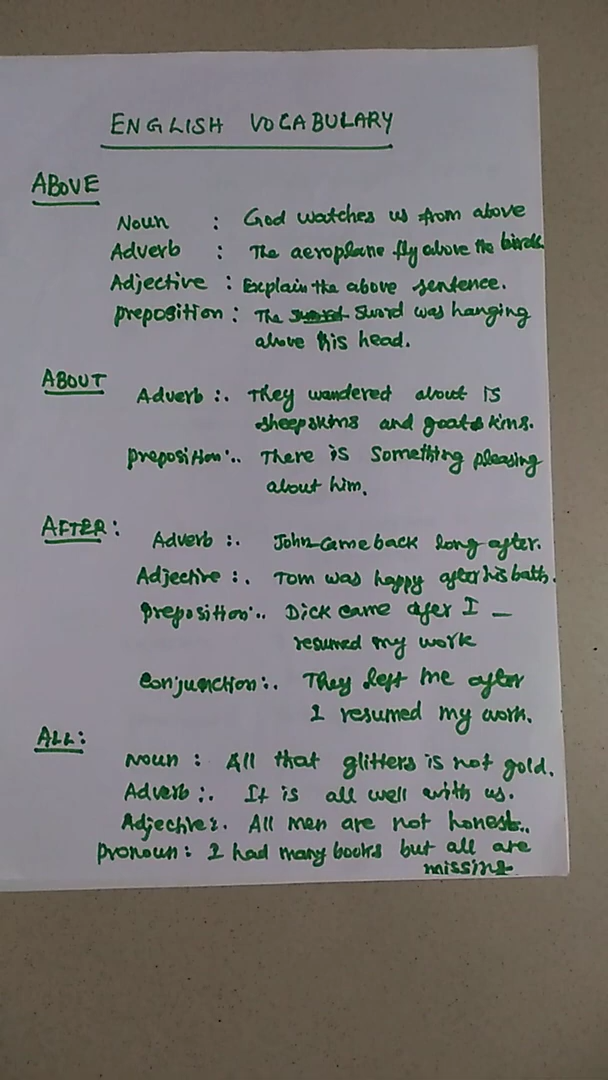 ENGLISH VOCABULARY
ABOVE
Noun : God watches us from above
Adverb : The aeroplane fly above the birds.
Adjective : Explain the above sentence.
preposition : The Sword was hanging
above his head.
ABOUT
Adverb :. They wandered about is
sheepskins and goatskins.
preposition :. There is something pleasing
about him.
AFTER :
Adverb :. John came back long after.
Adjective :. Tom was happy after his bath.
preposition :. Dick came after I _
resumed my work
Conjunction :. They left me after
I resumed my work.
ALL :
Noun : All that glitters is not gold.
Adverb :. It is all well with us.
Adjective :. All men are not honest..
pronoun : I had many books but all are
missing